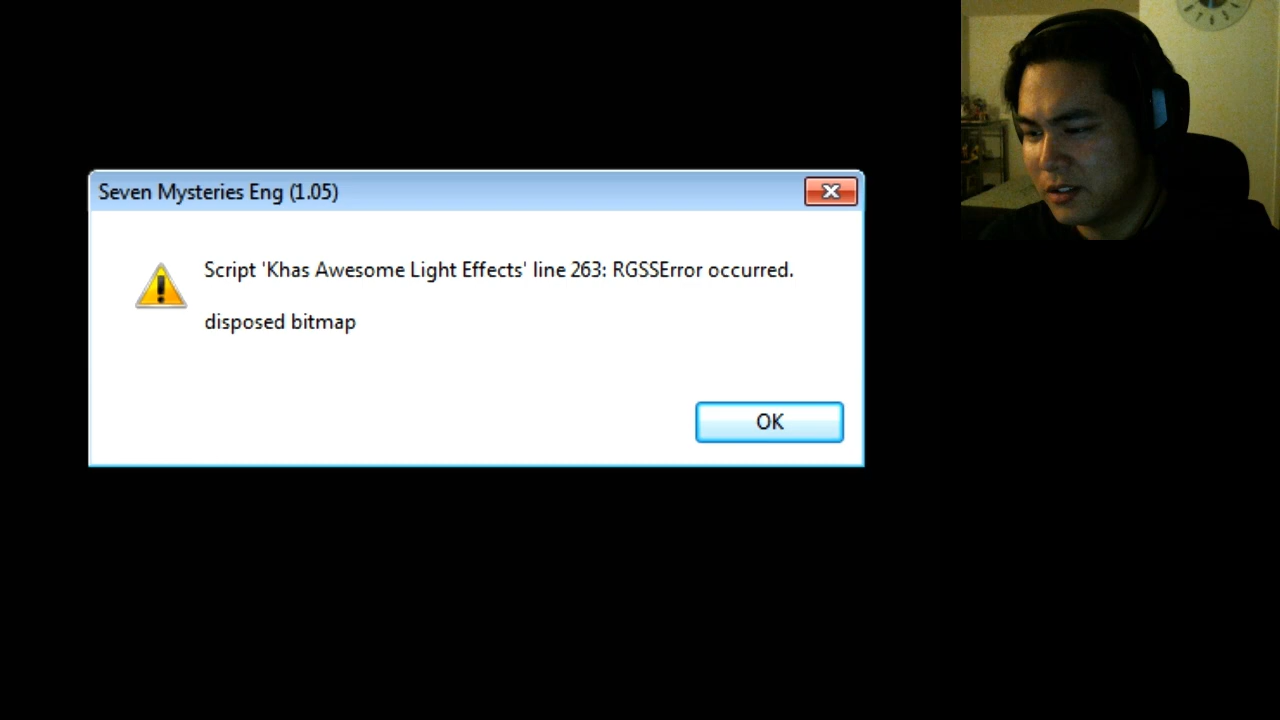 Seven Mysteries Eng (1.05)
Script 'Khas Awesome Light Effects' line 263: RGSSError occurred.
disposed bitmap
OK